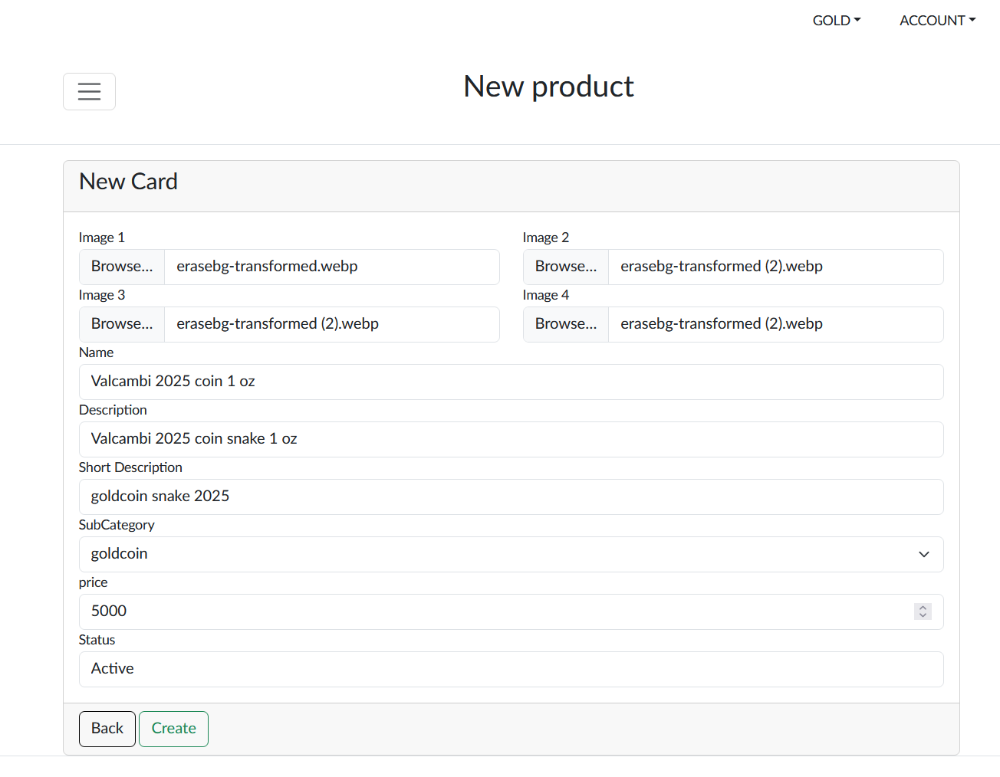 GOLD
ACCOUNT
New product
New Card
Image 1
Image 2
Browse... erasebg-transformed.webp
Browse... erasebg-transformed (2).webp
Image 3
Image 4
Browse... erasebg-transformed (2).webp
Browse... erasebg-transformed (2).webp
Name
Valcambi 2025 coin 1 oz
Description
Valcambi 2025 coin snake 1 oz
Short Description
goldcoin snake 2025
SubCategory
goldcoin
price
5000
Status
Active
Back
Create